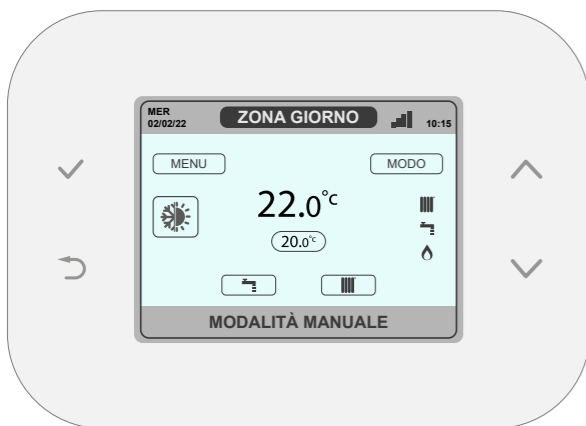 MER
02/02/22
ZONA GIORNO
10:15
MENU
MODO
22.0°c
20.0°c
MODALITÀ MANUALE